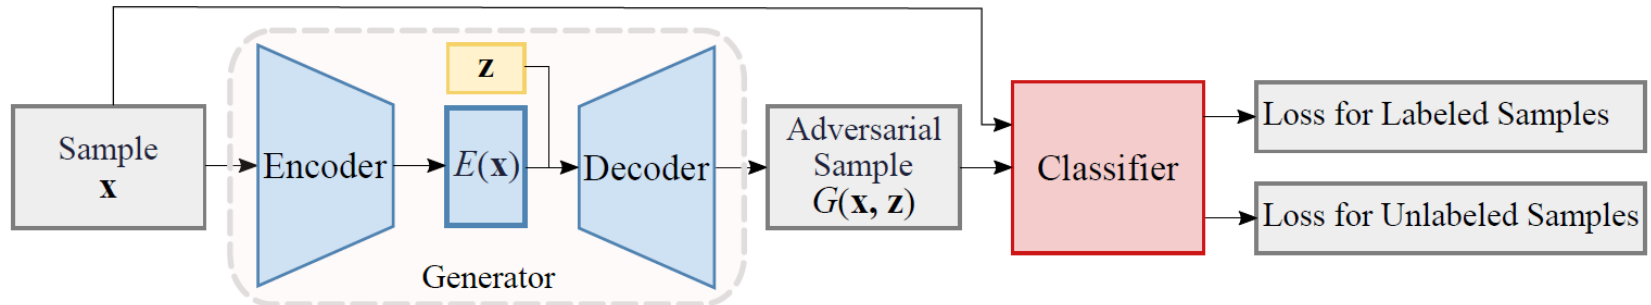 Sample
x
Encoder
z
E(x)
Decoder
Generator
Adversarial
Sample
G(x, z)
Classifier
Loss for Labeled Samples
Loss for Unlabeled Samples